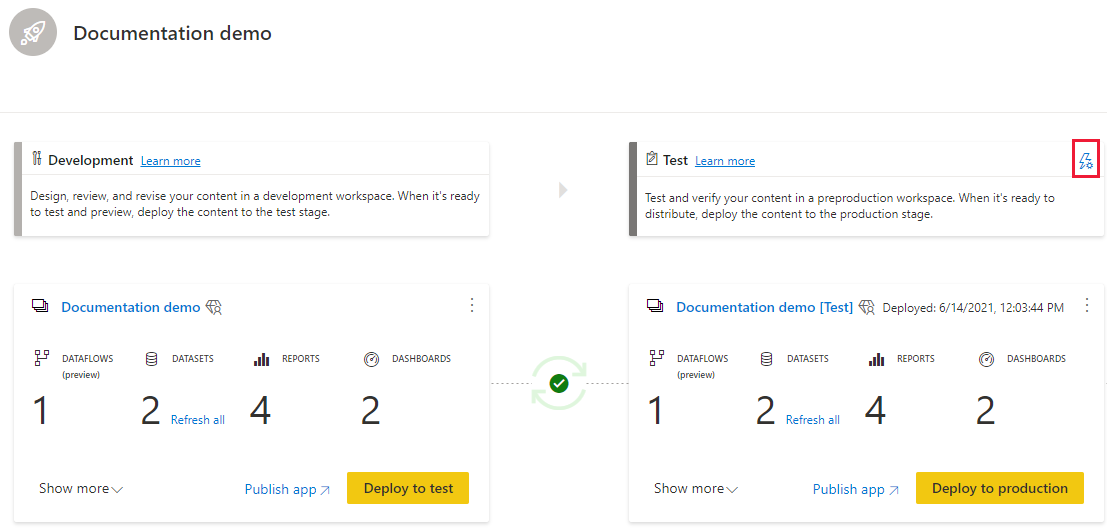 Documentation demo
Development Learn more
Design, review, and revise your content in a development workspace. When it's ready
to test and preview, deploy the content to the test stage.
Test Learn more
Test and verify your content in a preproduction workspace. When it's ready to
distribute, deploy the content to the production stage.
Documentation demo
DATAFLOWS
(preview)
DATASETS
REPORTS
DASHBOARDS
1
2 Refresh all
4
2
Show more
Publish app
Deploy to test
Documentation demo [Test] Deployed: 6/14/2021, 12:03:44 PM
DATAFLOWS
(preview)
DATASETS
REPORTS
DASHBOARDS
1
2 Refresh all
4
2
Show more
Publish app
Deploy to production